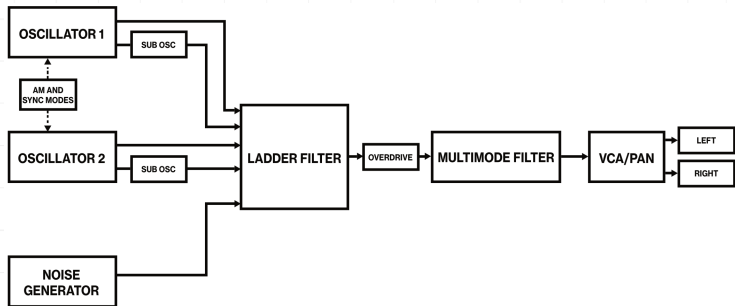 OSCILLATOR 1
SUB OSC
AM AND
SYNC MODES
OSCILLATOR 2
SUB OSC
NOISE
GENERATOR
LADDER FILTER
OVERDRIVE
MULTIMODE FILTER
VCA/PAN
LEFT
RIGHT